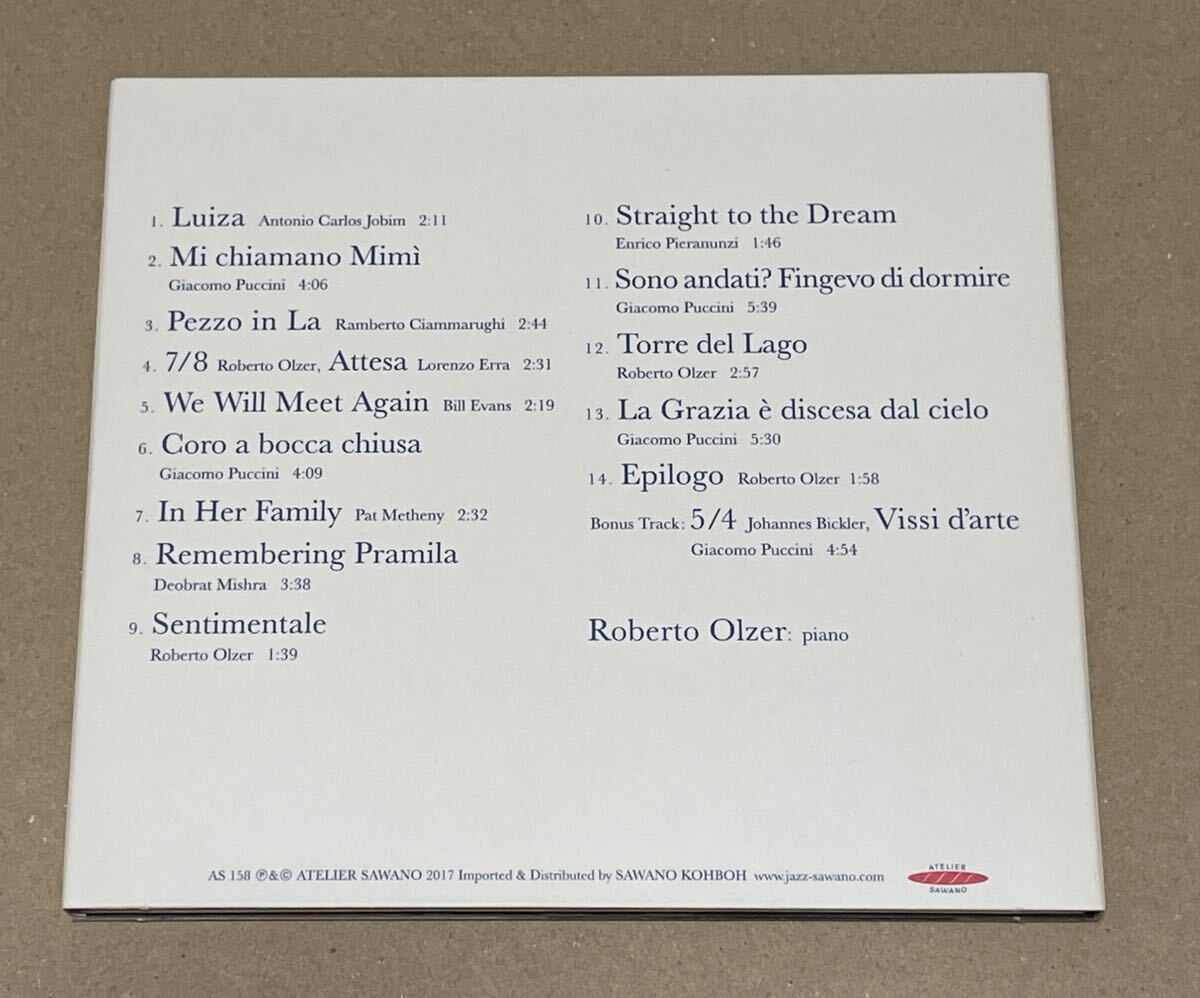 1. Luiza Antonio Carlos Jobim 2:11
2. Mi chiamano Mimì
Giacomo Puccini 4:06
3. Pezzo in La Ramberto Ciammarughi 2:44
4. 7/8 Roberto Olzer, Attesa Lorenzo Erra 2:31
5. We Will Meet Again Bill Evans 2:19
6. Coro a bocca chiusa
Giacomo Puccini 4:09
7. In Her Family Pat Metheny 2:32
8. Remembering Pramila
Deobrat Mishra 3:38
9. Sentimentale
Roberto Olzer 1:39
10. Straight to the Dream
Enrico Pieranunzi 1:46
11. Sono andati? Fingevo di dormire
Giacomo Puccini 5:39
12. Torre del Lago
Roberto Olzer 2:57
13. La Grazia è discesa dal cielo
Giacomo Puccini 5:30
14. Epilogo Roberto Olzer 1:58
Bonus Track: 5/4 Johannes Bickler, Vissi d'arte
Giacomo Puccini 4:54
Roberto Olzer: piano
AS 158 ℗&© ATELIER SAWANO 2017 Imported & Distributed by SAWANO KOHBOH www.jazz-sawano.com
ATELIER
SAWANO